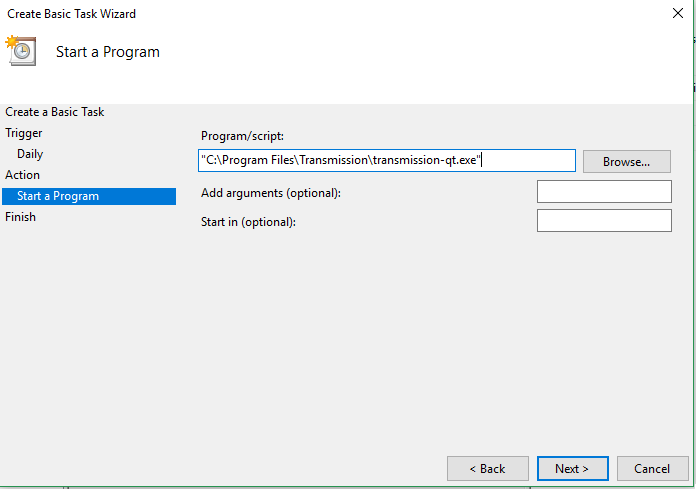 Create Basic Task Wizard
Start a Program
Create a Basic Task
Trigger
Daily
Action
Start a Program
Finish
Program/script:
"C:\Program Files\Transmission\transmission-qt.exe"
Browse...
Add arguments (optional):
Start in (optional):
< Back
Next >
Cancel